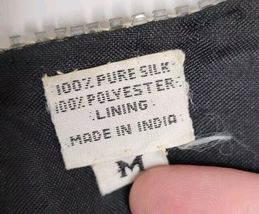 100% PURE SILK
100% POLYESTER
LINING
MADE IN INDIA
M